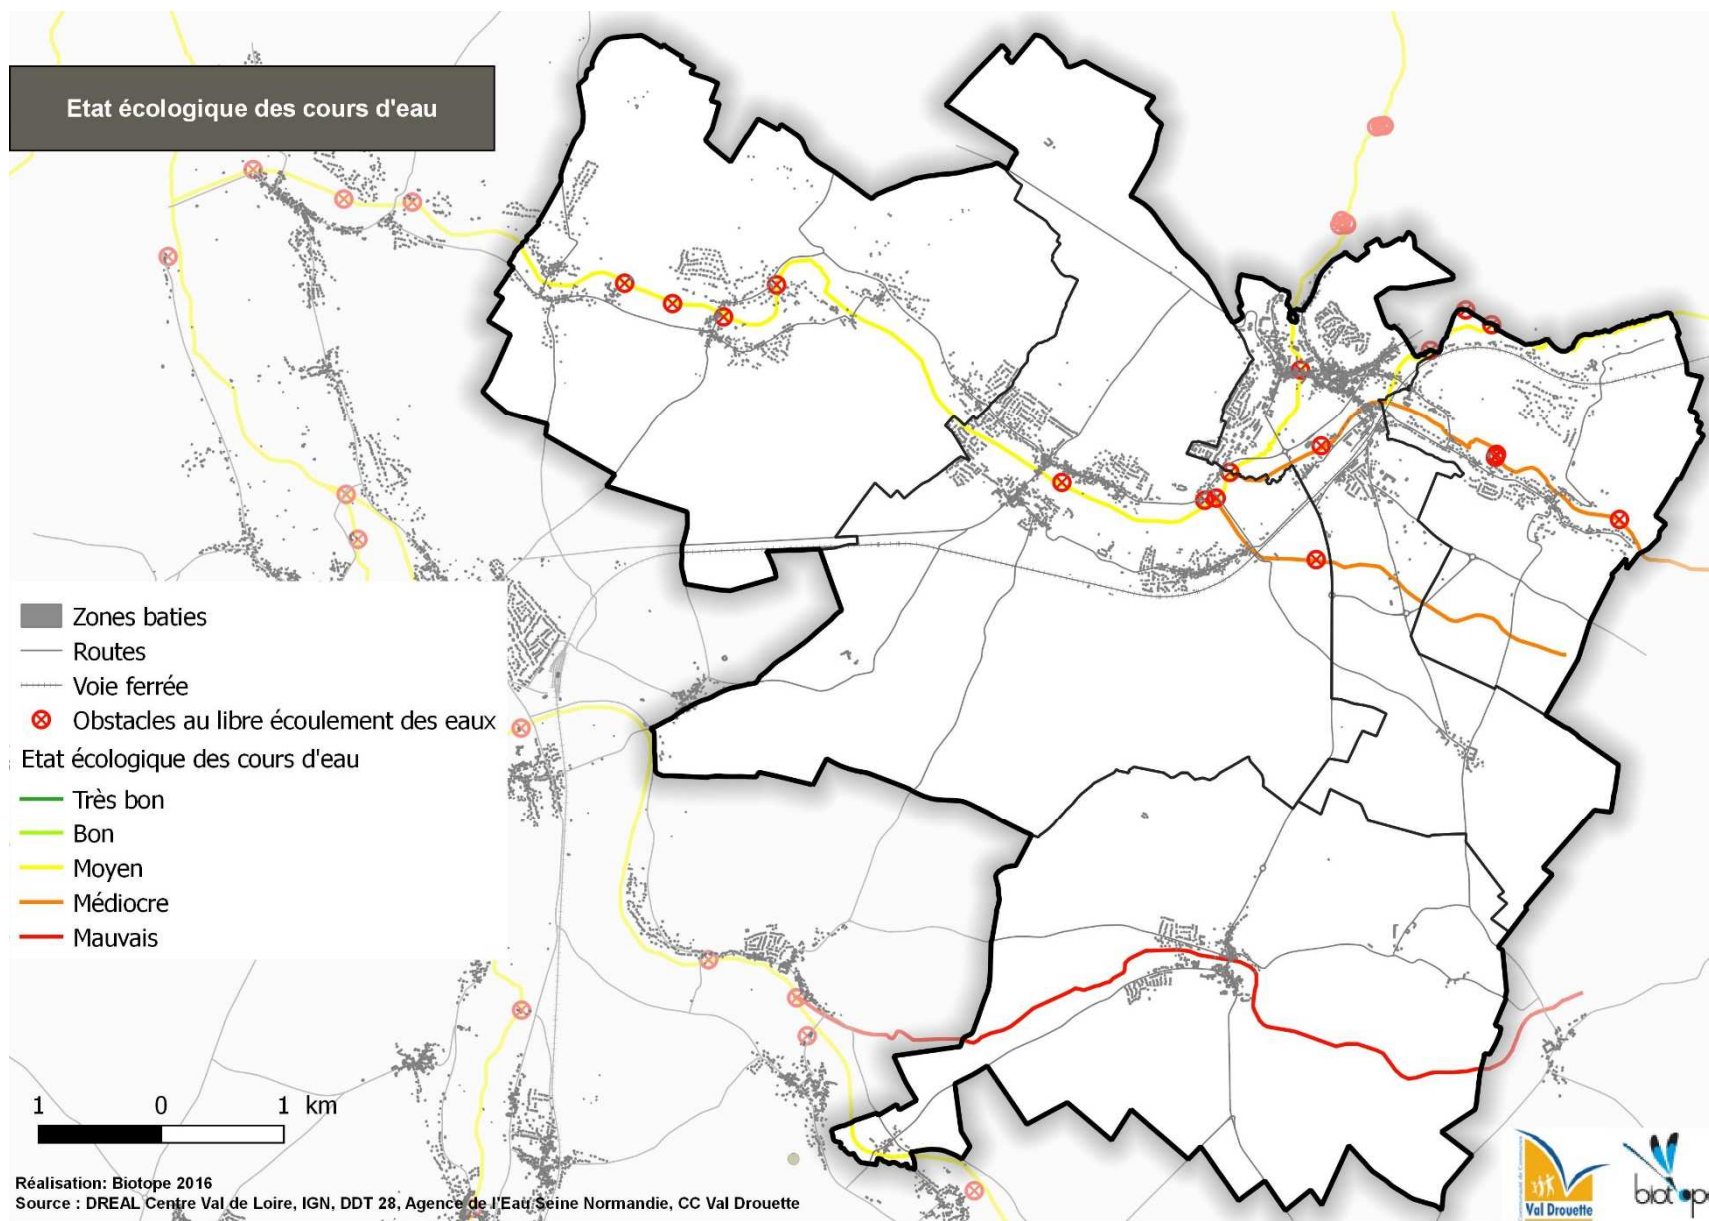 Etat écologique des cours d'eau
Zones baties
Routes
Voie ferrée
Obstacles au libre écoulement des eaux
Etat écologique des cours d'eau
Très bon
Bon
Moyen
Médiocre
Mauvais
1 0 1 km
Réalisation: Biotope 2016
Source : DREAL Centre Val de Loire, IGN, DDT 28, Agence de l'Eau Seine Normandie, CC Val Drouette
Val Drouette
biotope